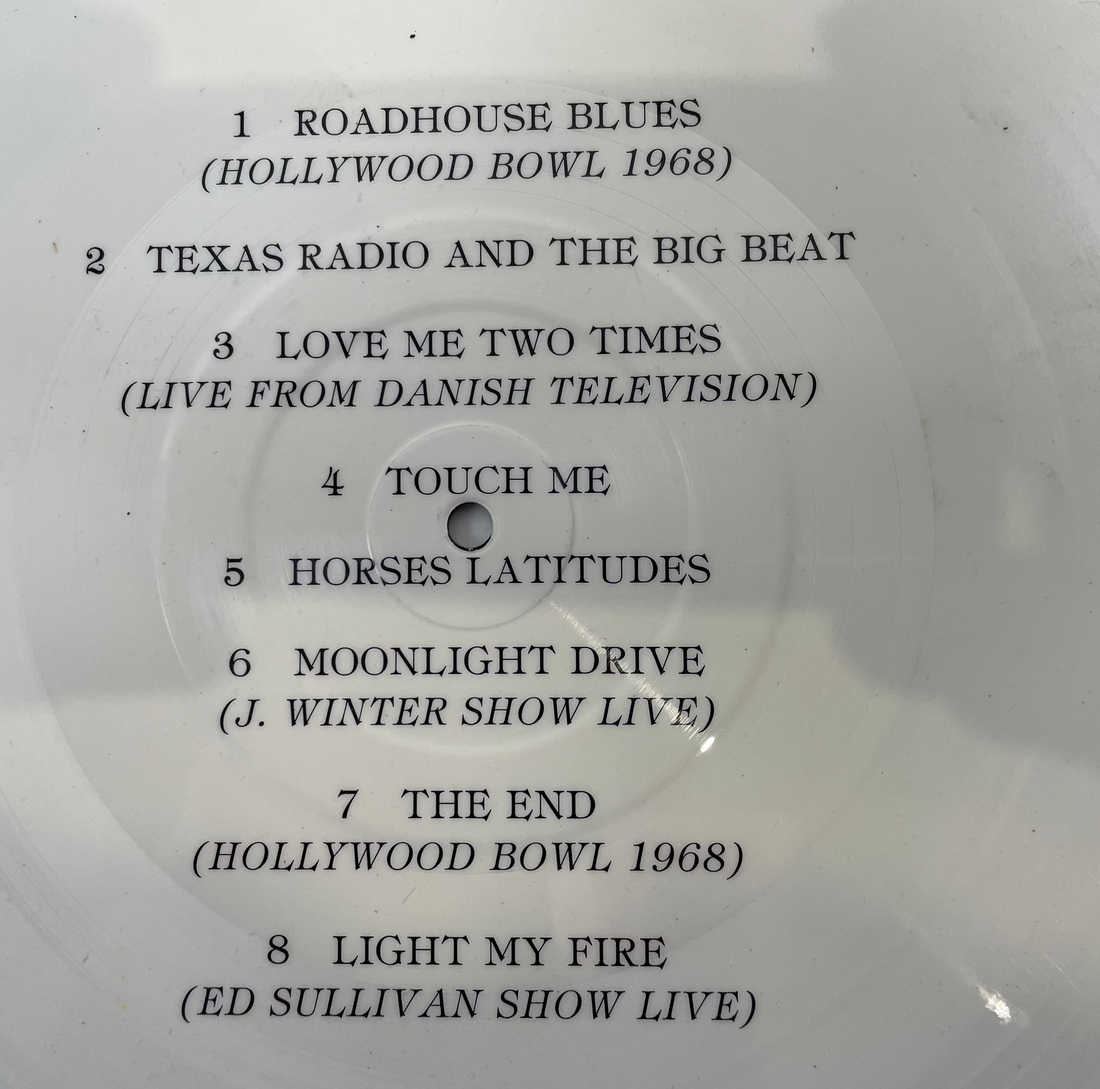 1 ROADHOUSE BLUES
(HOLLYWOOD BOWL 1968)
2 TEXAS RADIO AND THE BIG BEAT
3 LOVE ME TWO TIMES
(LIVE FROM DANISH TELEVISION)
4 TOUCH ME
5 HORSES LATITUDES
6 MOONLIGHT DRIVE
(J. WINTER SHOW LIVE)
7 THE END
(HOLLYWOOD BOWL 1968)
8 LIGHT MY FIRE
(ED SULLIVAN SHOW LIVE)